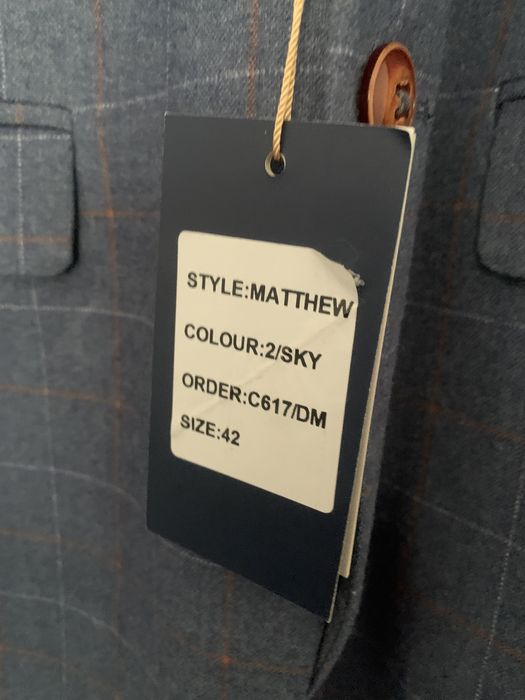 STYLE:MATTHEW
COLOUR:2/SKY
ORDER:C617/DM
SIZE:42